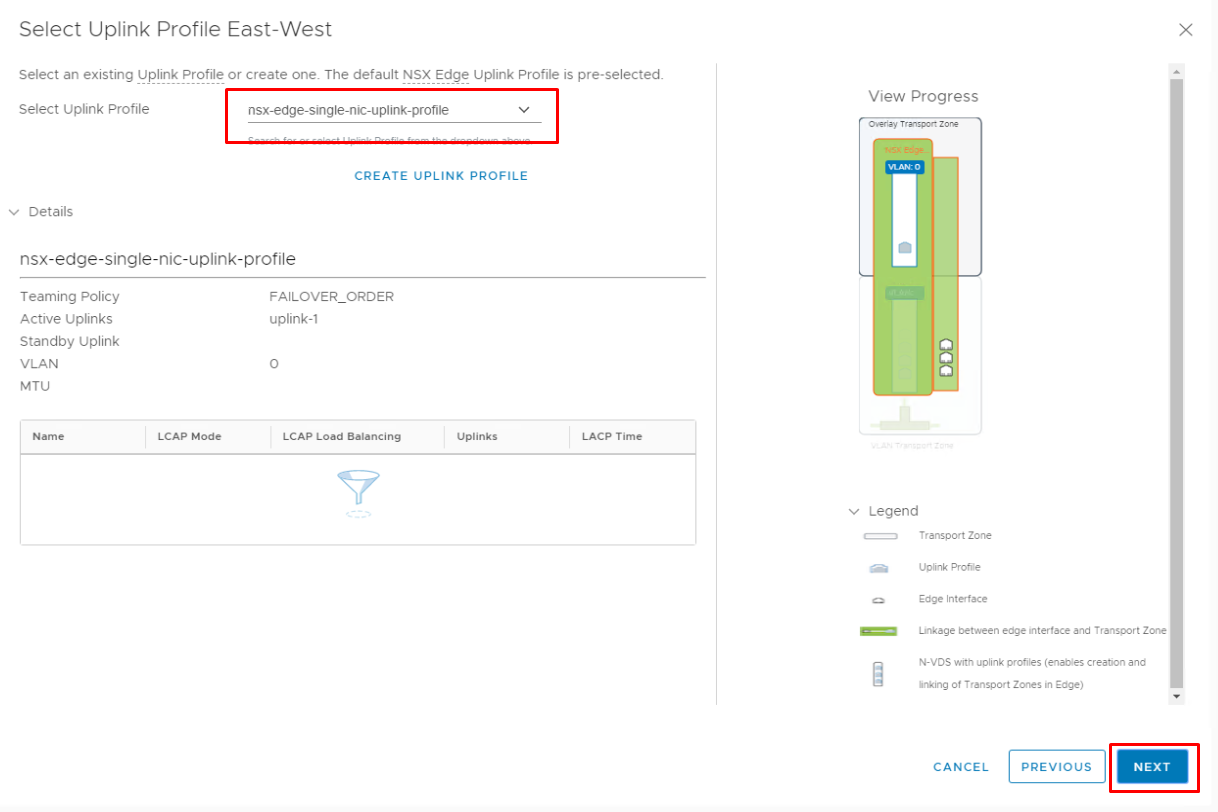 Select Uplink Profile East-West
Select an existing Uplink Profile or create one. The default NSX Edge Uplink Profile is pre-selected.
Select Uplink Profile
nsx-edge-single-nic-uplink-profile
Search for or select Uplink Profile from the dropdown above.
CREATE UPLINK PROFILE
Details
nsx-edge-single-nic-uplink-profile
Teaming Policy FAILOVER_ORDER
Active Uplinks uplink-1
Standby Uplink
VLAN 0
MTU
Name LCAP Mode LCAP Load Balancing Uplinks LACP Time
View Progress
Overlay Transport Zone
NSX Edge...
VLAN: 0
VLAN Transport Zone
Legend
Transport Zone
Uplink Profile
Edge Interface
Linkage between edge interface and Transport Zone
N-VDS with uplink profiles (enables creation and
linking of Transport Zones in Edge)
CANCEL PREVIOUS NEXT